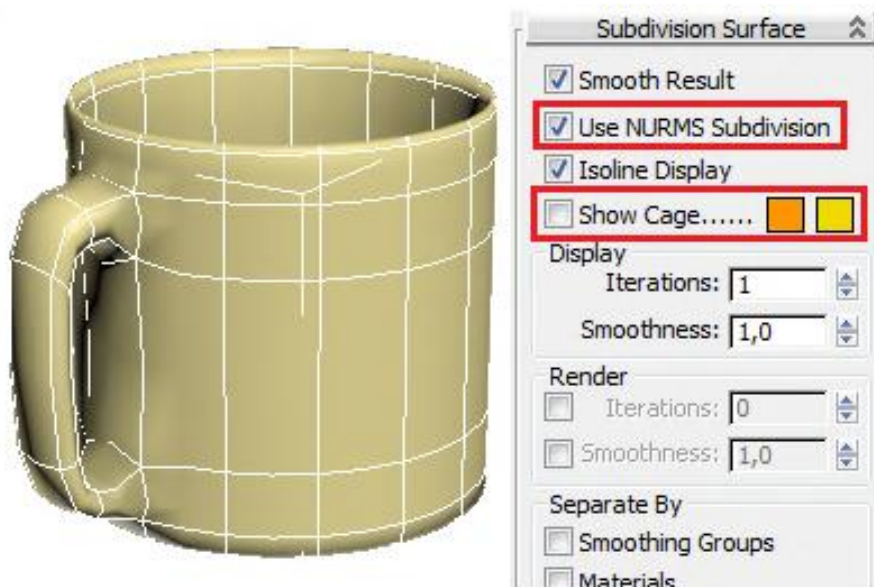 Subdivision Surface
Smooth Result
Use NURMS Subdivision
Isoline Display
Show Cage......
Display
Iterations: 1
Smoothness: 1,0
Render
Iterations: 0
Smoothness: 1,0
Separate By
Smoothing Groups
Materials